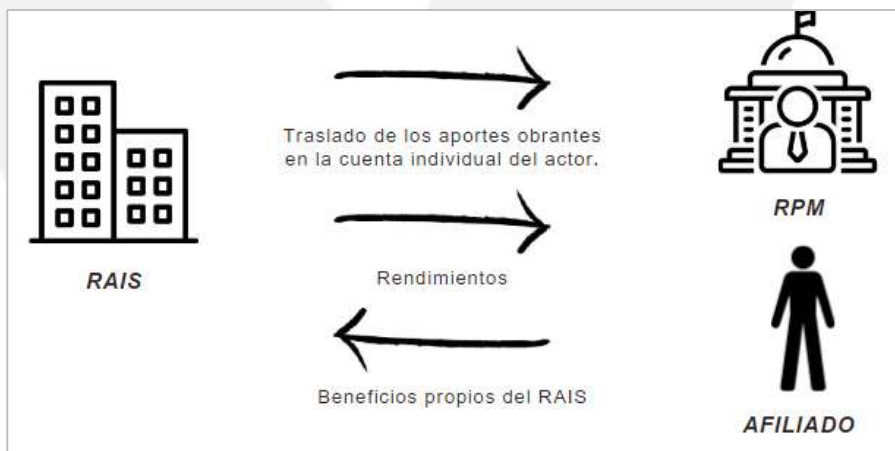 Traslado de los aportes obrantes
en la cuenta individual del actor.
RPM
RAIS
Rendimientos
Beneficios propios del RAIS
AFILIADO